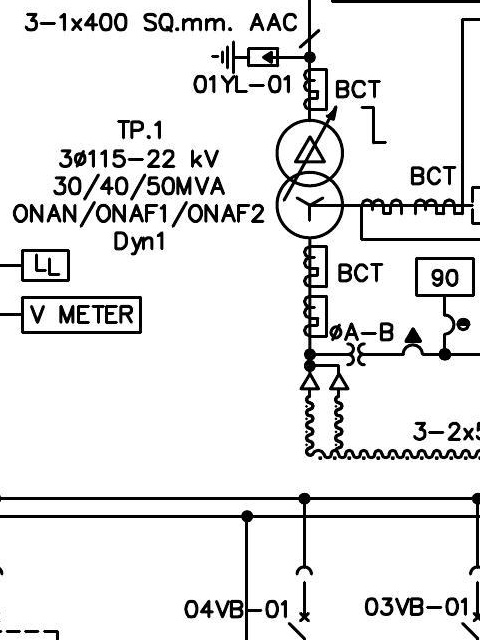 3-1x400 SQ.mm. AAC
01YL-01
BCT
TP.1
3ø115-22 kV
30/40/50MVA
ONAN/ONAF1/ONAF2
Dyn1
BCT
LL
BCT
90
V METER
øA-B
3-2x5
04VB-01
03VB-01